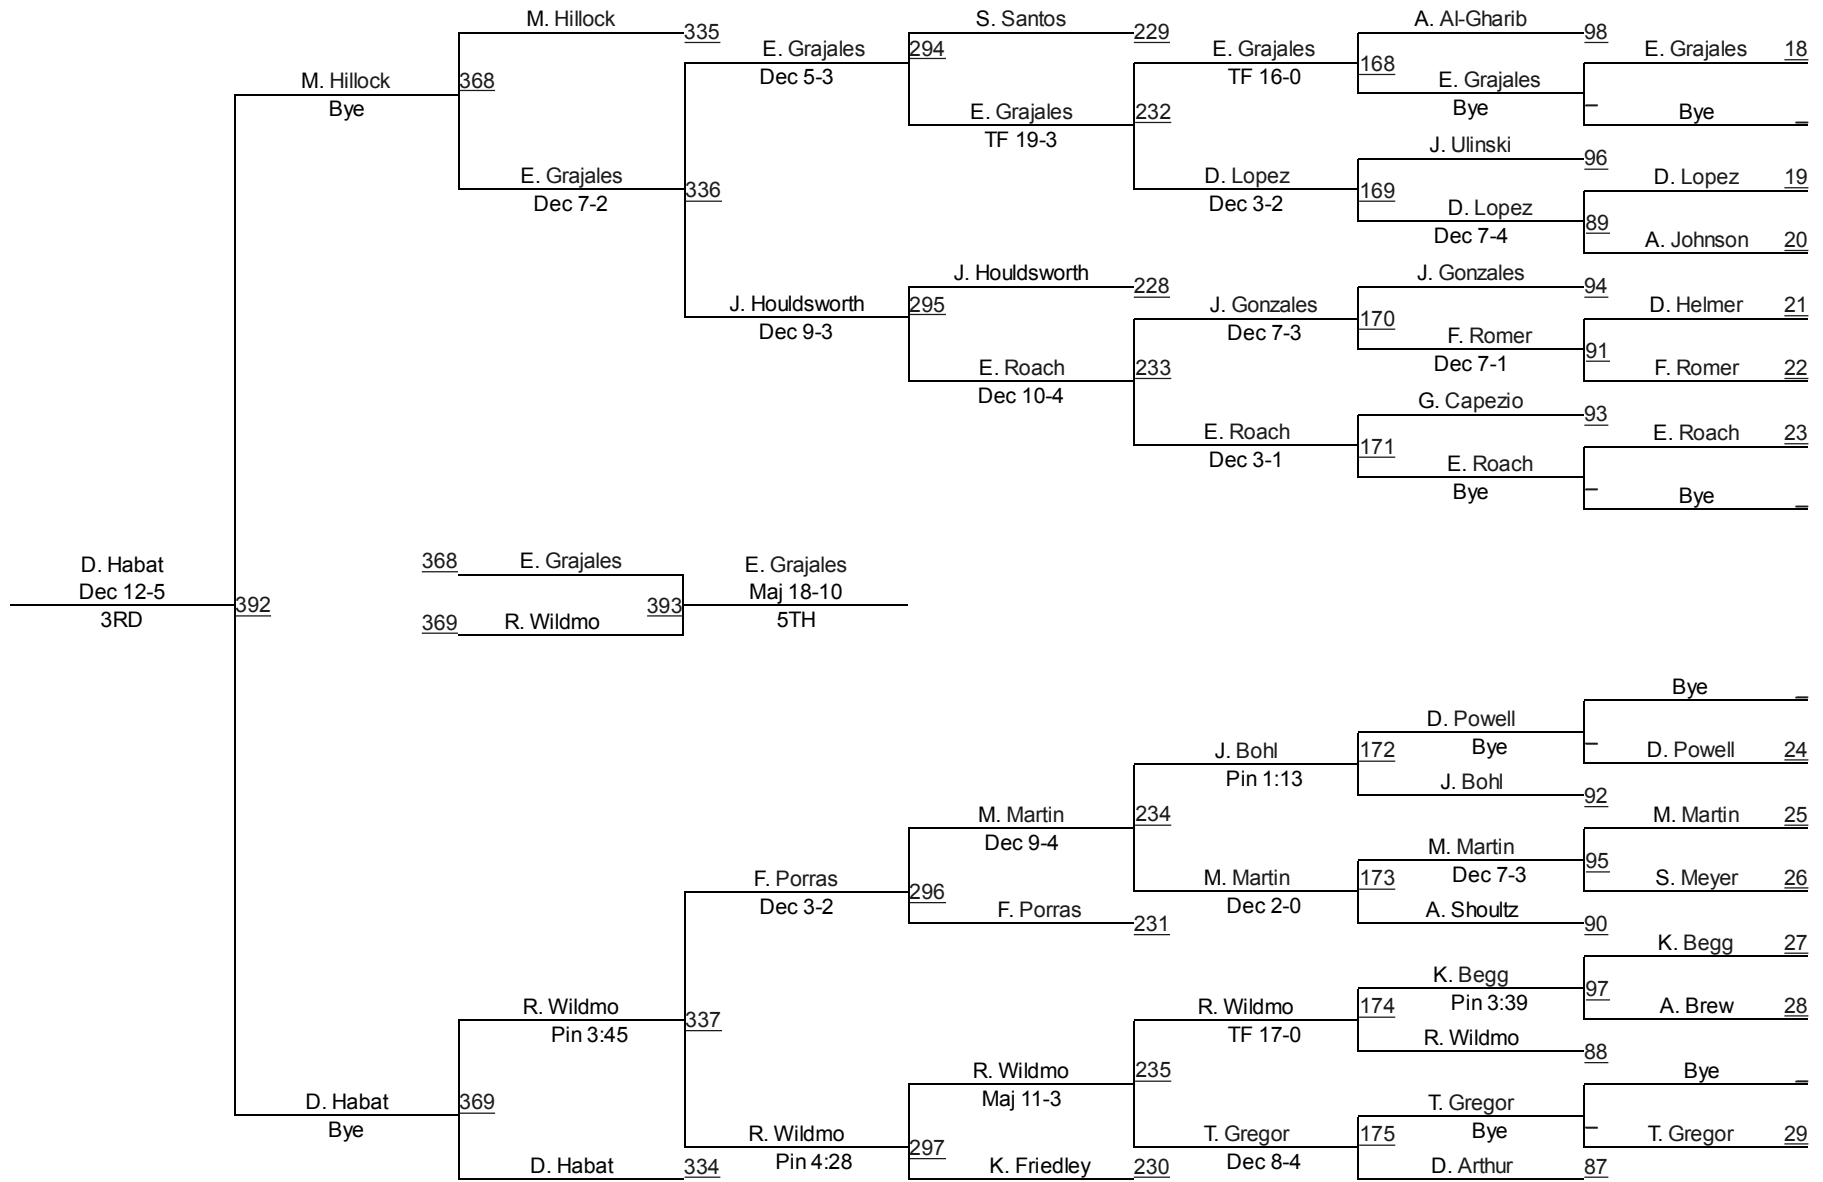 M. Hillock
335
S. Santos
229
A. Al-Gharib
98
E. Grajales
18
E. Grajales
Dec 5-3
294
E. Grajales
TF 16-0
168
E. Grajales
Bye
Bye
M. Hillock
Bye
368
E. Grajales
TF 19-3
232
J. Ulinski
96
D. Lopez
19
E. Grajales
Dec 7-2
336
D. Lopez
Dec 3-2
169
D. Lopez
Dec 7-4
89
A. Johnson
20
J. Houldsworth
228
J. Gonzales
94
D. Helmer
21
J. Houldsworth
Dec 9-3
295
J. Gonzales
Dec 7-3
170
F. Romer
Dec 7-1
91
F. Romer
22
E. Roach
Dec 10-4
233
G. Capezio
93
E. Roach
23
E. Roach
Dec 3-1
171
E. Roach
Bye
Bye
D. Habat
Dec 12-5
3RD
392
368
E. Grajales
369
R. Wildmo
393
E. Grajales
Maj 18-10
5TH
Bye
D. Powell
Bye
D. Powell
24
J. Bohl
Pin 1:13
172
J. Bohl
92
M. Martin
Dec 9-4
234
M. Martin
25
M. Martin
Dec 7-3
95
S. Meyer
26
F. Porras
Dec 3-2
296
M. Martin
Dec 2-0
173
F. Porras
231
A. Shoultz
90
K. Begg
27
K. Begg
Pin 3:39
97
A. Brew
28
R. Wildmo
Pin 3:45
337
R. Wildmo
TF 17-0
174
R. Wildmo
88
R. Wildmo
Maj 11-3
235
Bye
D. Habat
Bye
369
T. Gregor
Bye
T. Gregor
29
R. Wildmo
Pin 4:28
297
T. Gregor
Dec 8-4
175
D. Habat
334
K. Friedley
230
D. Arthur
87